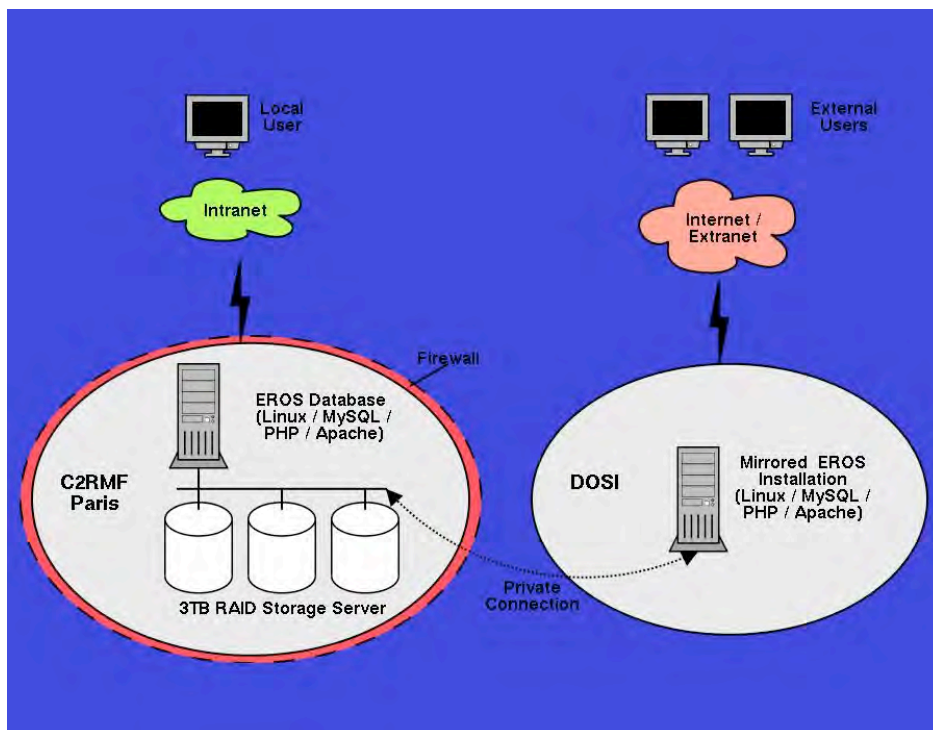 Local
User
External
Users
Intranet
Internet /
Extranet
Firewall
EROS Database
(Linux / MySQL /
PHP / Apache)
C2RMF
Paris
3TB RAID Storage Server
DOSI
Mirrored EROS
Installation
(Linux / MySQL /
PHP / Apache)
Private
Connection